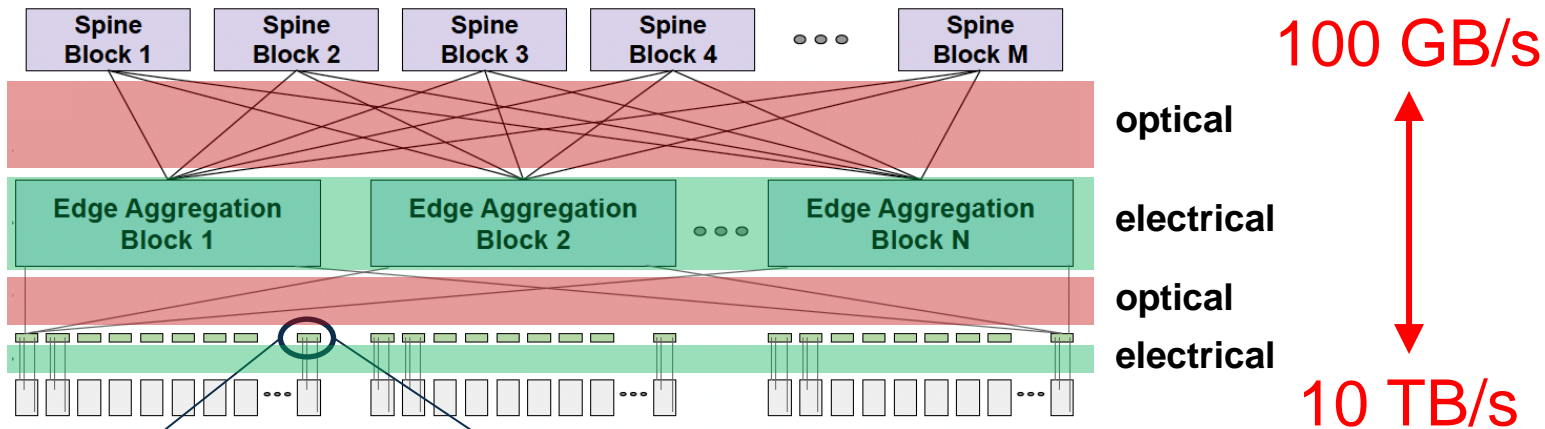 Spine
Block 1
Spine
Block 2
Spine
Block 3
Spine
Block 4
Spine
Block M
100 GB/s
optical
Edge Aggregation
Block 1
Edge Aggregation
Block 2
Edge Aggregation
Block N
electrical
optical
electrical
10 TB/s